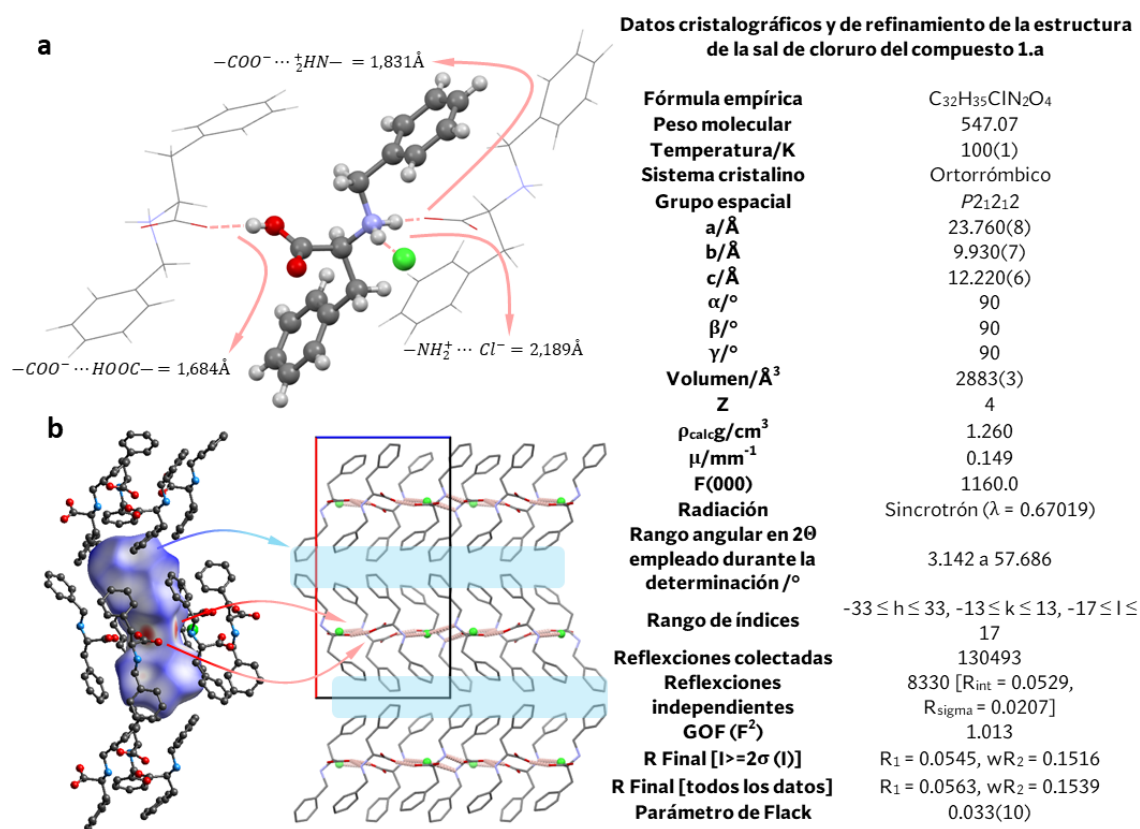 a
−COO⁻ ⋯ ⁺₂HN− = 1,831Å
−COO⁻ ⋯ HOOC− = 1,684Å
−NH₂⁺ ⋯ Cl⁻ = 2,189Å
b
Datos cristalográficos y de refinamiento de la estructura
de la sal de cloruro del compuesto 1.a
Fórmula empírica C₃₂H₃₅ClN₂O₄
Peso molecular 547.07
Temperatura/K 100(1)
Sistema cristalino Ortorrómbico
Grupo espacial P2₁2₁2
a/Å 23.760(8)
b/Å 9.930(7)
c/Å 12.220(6)
α/° 90
β/° 90
γ/° 90
Volumen/Å³ 2883(3)
Z 4
ρcalcg/cm³ 1.260
μ/mm⁻¹ 0.149
F(000) 1160.0
Radiación Sincrotrón (λ = 0.67019)
Rango angular en 2Θ
empleado durante la 3.142 a 57.686
determinación /°
Rango de índices -33 ≤ h ≤ 33, -13 ≤ k ≤ 13, -17 ≤ l ≤
17
Reflexciones colectadas 130493
Reflexciones 8330 [Rint = 0.0529,
independientes Rsigma = 0.0207]
GOF (F²) 1.013
R Final [I>=2σ (I)] R₁ = 0.0545, wR₂ = 0.1516
R Final [todos los datos] R₁ = 0.0563, wR₂ = 0.1539
Parámetro de Flack 0.033(10)